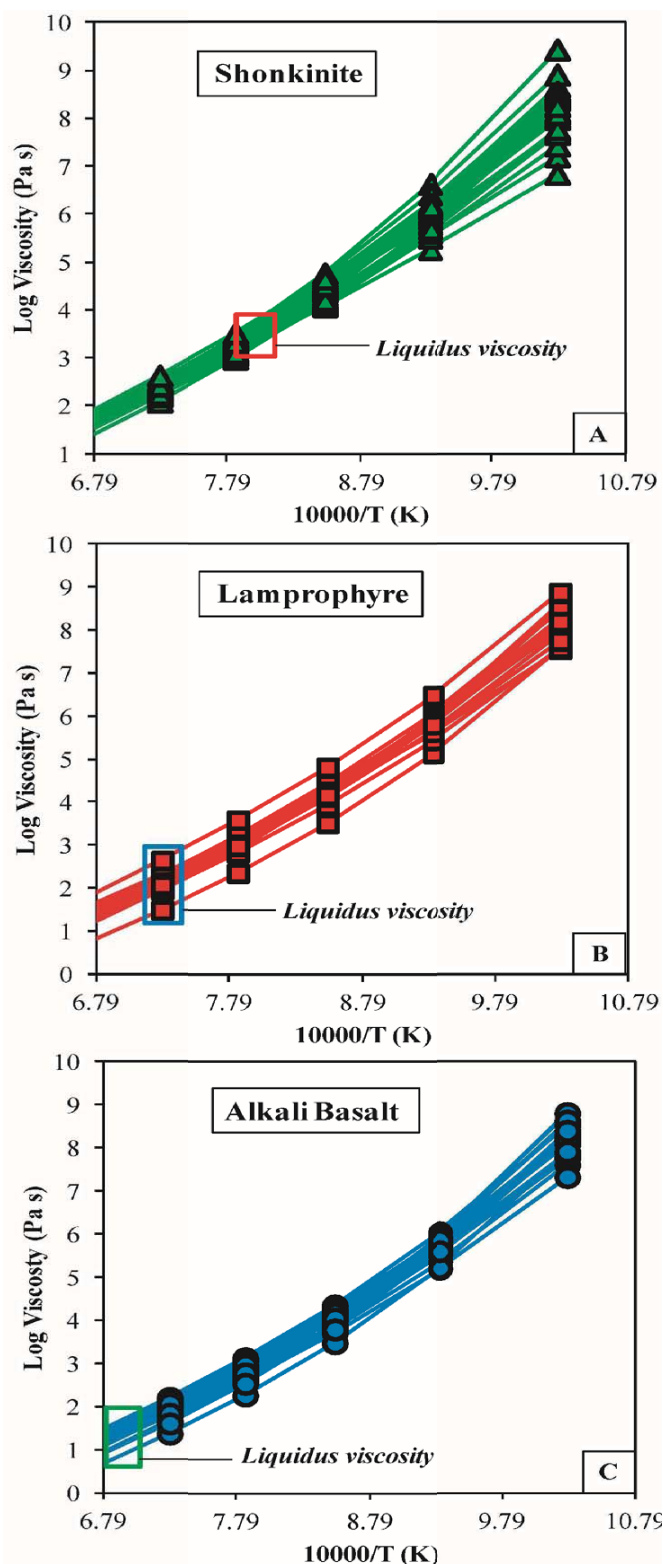 10
9
8
7
6
5
4
3
2
1
Log Viscosity (Pa s)
Shonkinite
Liquidus viscosity
A
6.79 7.79 8.79 9.79 10.79
10000/T (K)
10
9
8
7
6
5
4
3
2
1
0
Log Viscosity (Pa s)
Lamprophyre
Liquidus viscosity
B
6.79 7.79 8.79 9.79 10.79
10000/T (K)
10
9
8
7
6
5
4
3
2
1
0
Log Viscosty (Pa s)
Alkali Basalt
Liquidus viscosity
C
6.79 7.79 8.79 9.79 10.79
10000/T (K)